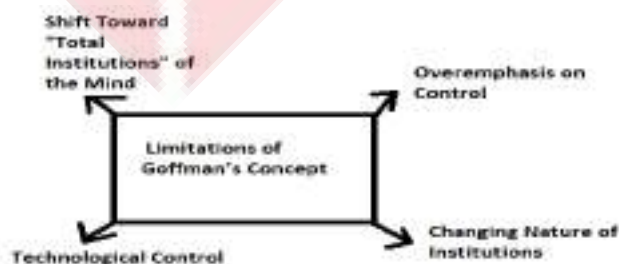 Shift Toward
"Total
Institutions" of
the Mind
Overemphasis on
Control
Limitations of
Goffman's Concept
Technological Control
Changing Nature of
Institutions